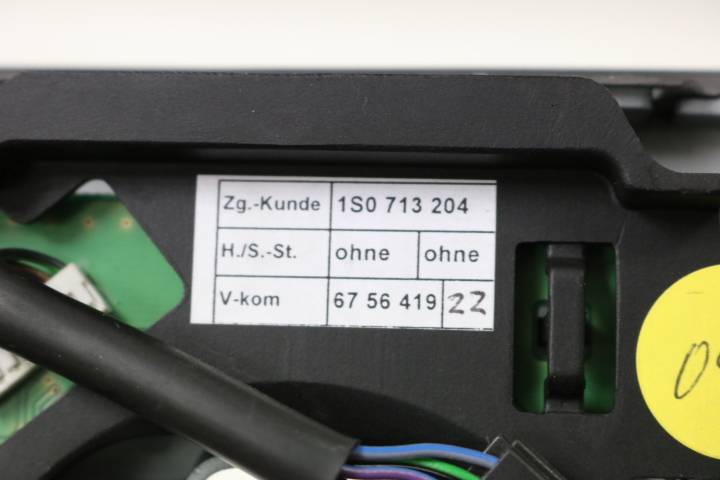 Zg.-Kunde 1S0 713 204
H./S.-St. ohne ohne
V-kom 67 56 419 22